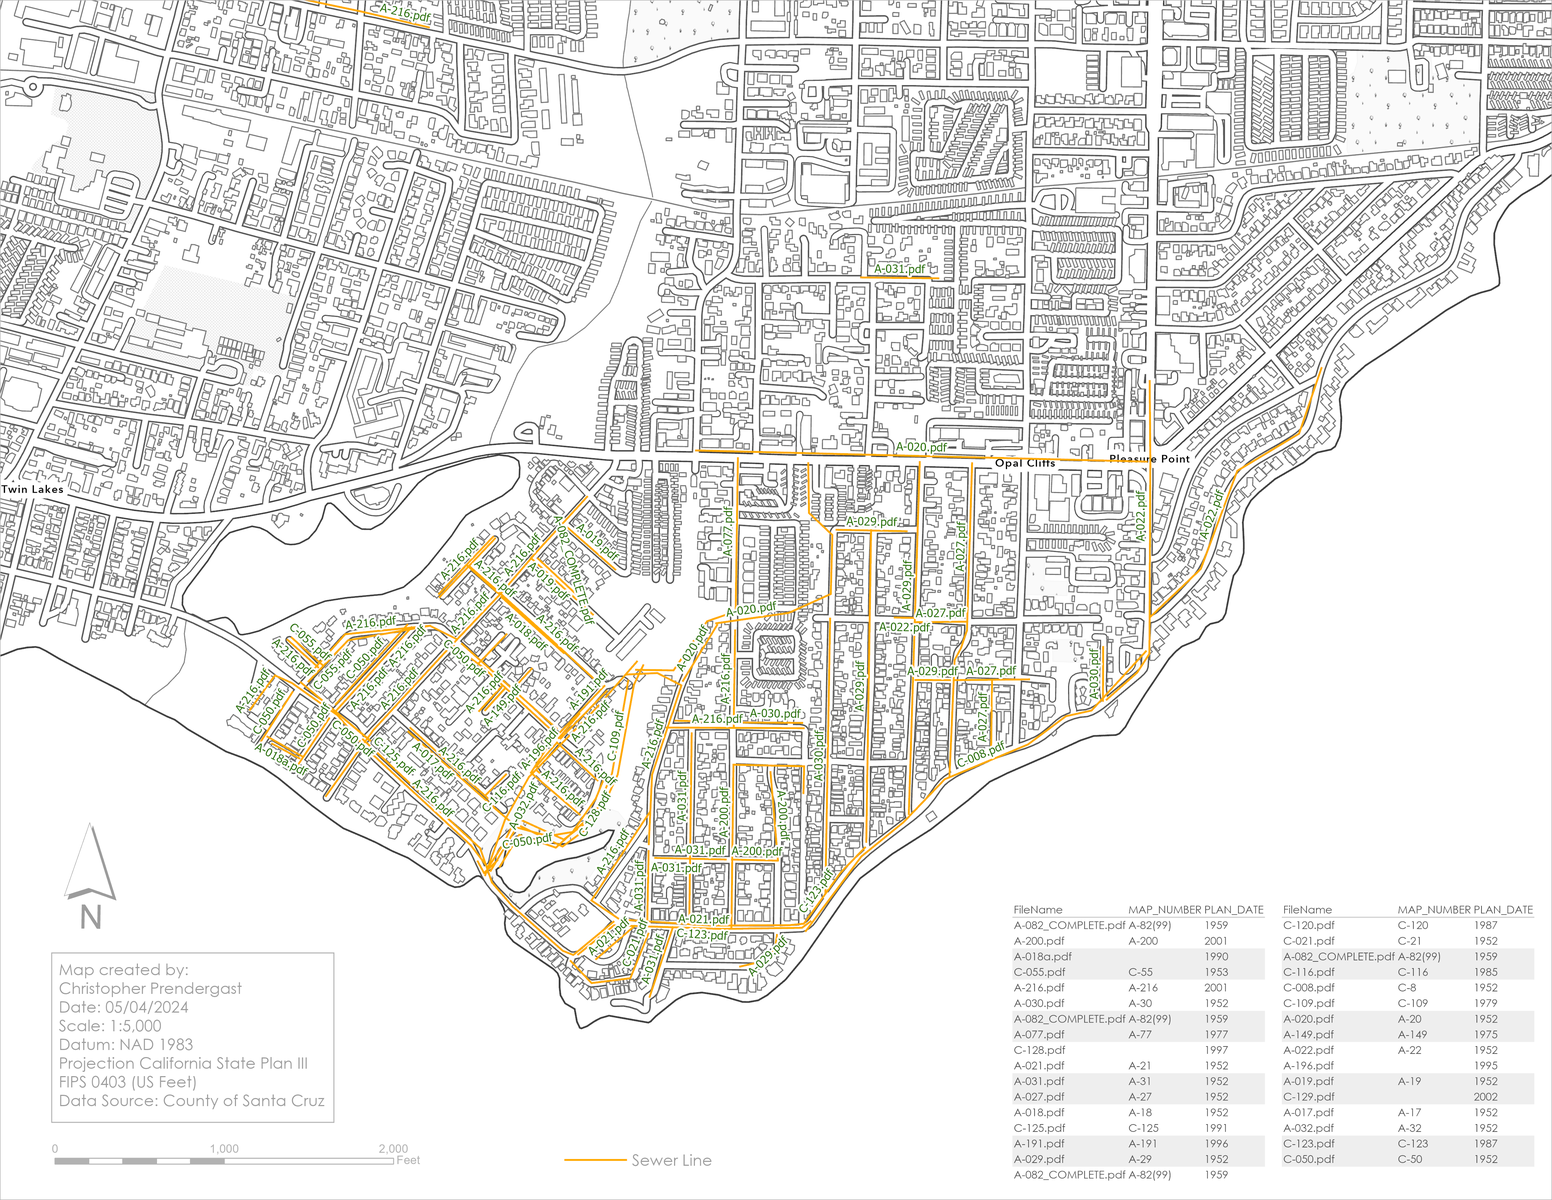 A-216.pdf
A-031.pdf
A-020.pdf
Opal Cliffs
Pleasure Point
Twin Lakes
A-077.pdf
A-029.pdf
A-027.pdf
A-029.pdf
A-022.pdf
A-022.pdf
A-082_COMPLETE.pdf
A-019.pdf
A-216.pdf
A-216.pdf
A-216.pdf
A-019.pdf
A-216.pdf
A-018.pdf
A-216.pdf
A-020.pdf
A-027.pdf
A-022.pdf
C-055.pdf
A-216.pdf
A-216.pdf
C-050.pdf
A-216.pdf
C-050.pdf
A-216.pdf
C-055.pdf
A-020.pdf
A-216.pdf
A-029.pdf
A-029.pdf
A-027.pdf
A-030.pdf
A-216.pdf
C-050.pdf
C-050.pdf
A-018a.pdf
A-216.pdf
A-216.pdf
A-216.pdf
A-149.pdf
A-191.pdf
A-216.pdf
A-216.pdf
A-030.pdf
A-027.pdf
C-050.pdf
C-125.pdf
A-017.pdf
A-216.pdf
A-216.pdf
A-196.pdf
C-109.pdf
A-216.pdf
A-216.pdf
A-216.pdf
A-030.pdf
C-008.pdf
C-116.pdf
A-032.pdf
C-128.pdf
C-050.pdf
A-031.pdf
A-200.pdf
A-200.pdf
A-216.pdf
A-031.pdf
A-200.pdf
A-031.pdf
A-031.pdf
C-123.pdf
A-021.pdf
C-123.pdf
A-021.pdf
C-021.pdf
A-031.pdf
A-029.pdf
N
Map created by:
Christopher Prendergast
Date: 05/04/2024
Scale: 1:5,000
Datum: NAD 1983
Projection California State Plan III
FIPS 0403 (US Feet)
Data Source: County of Santa Cruz
0 1,000 2,000
Feet
Sewer Line
FileName MAP_NUMBER PLAN_DATE
A-082_COMPLETE.pdf A-82(99) 1959
A-200.pdf A-200 2001
A-018a.pdf 1990
C-055.pdf C-55 1953
A-216.pdf A-216 2001
A-030.pdf A-30 1952
A-082_COMPLETE.pdf A-82(99) 1959
A-077.pdf A-77 1977
C-128.pdf 1997
A-021.pdf A-21 1952
A-031.pdf A-31 1952
A-027.pdf A-27 1952
A-018.pdf A-18 1952
C-125.pdf C-125 1991
A-191.pdf A-191 1996
A-029.pdf A-29 1952
A-082_COMPLETE.pdf A-82(99) 1959
FileName MAP_NUMBER PLAN_DATE
C-120.pdf C-120 1987
C-021.pdf C-21 1952
A-082_COMPLETE.pdf A-82(99) 1959
C-116.pdf C-116 1985
C-008.pdf C-8 1952
C-109.pdf C-109 1979
A-020.pdf A-20 1952
A-149.pdf A-149 1975
A-022.pdf A-22 1952
A-196.pdf 1995
A-019.pdf A-19 1952
C-129.pdf 2002
A-017.pdf A-17 1952
A-032.pdf A-32 1952
C-123.pdf C-123 1987
C-050.pdf C-50 1952